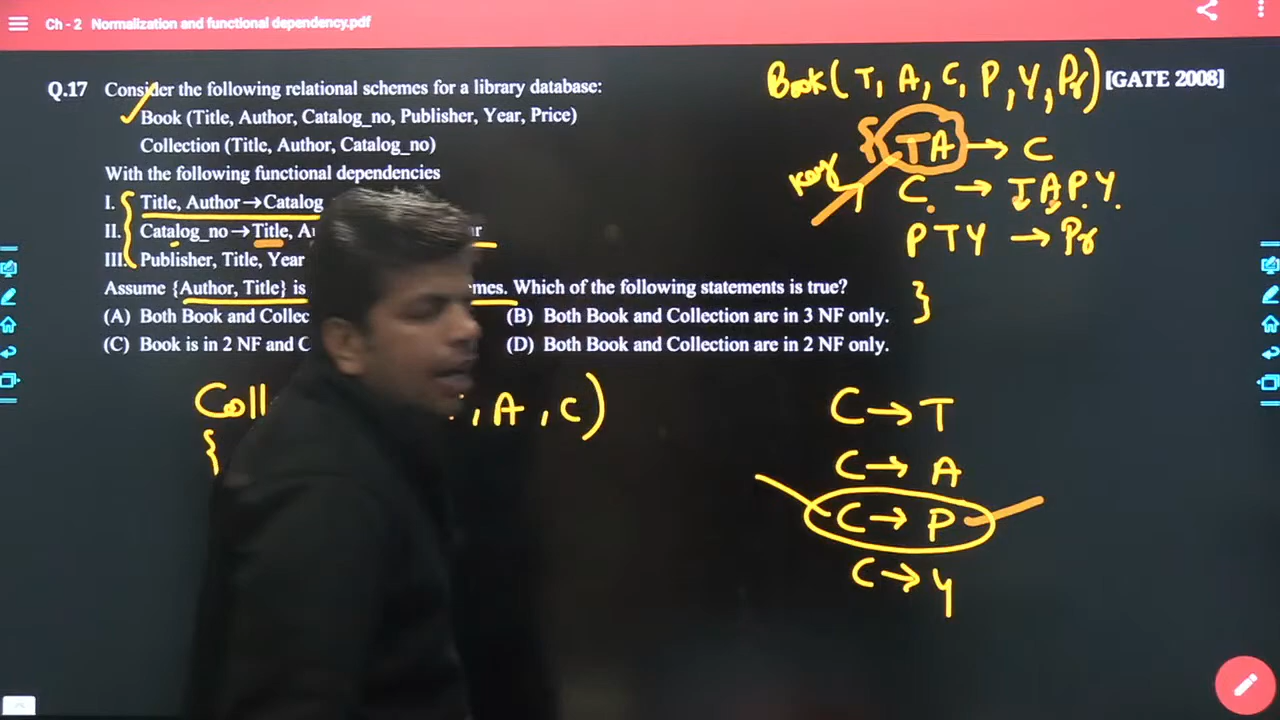 Ch - 2 Normalization and functional dependency.pdf
Q.17 Consider the following relational schemes for a library database:
Book (Title, Author, Catalog_no, Publisher, Year, Price)
Collection (Title, Author, Catalog_no)
With the following functional dependencies
I. Title, Author → Catalog
II. Catalog_no → Title,
III. Publisher, Title, Year
Assume {Author, Title} is Which of the following statements is true?
(A) Both Book and (B) Both Book and Collection are in 3 NF only.
(C) Book is in 2 NF and (D) Both Book and Collection are in 2 NF only.
[GATE 2008]
Book ( T, A, C, P, Y, Pr )
{ TA → C
key
C → T A P Y
P T Y → Pr
}
, A, C )
{
C → T
C → A
C → P
C → Y